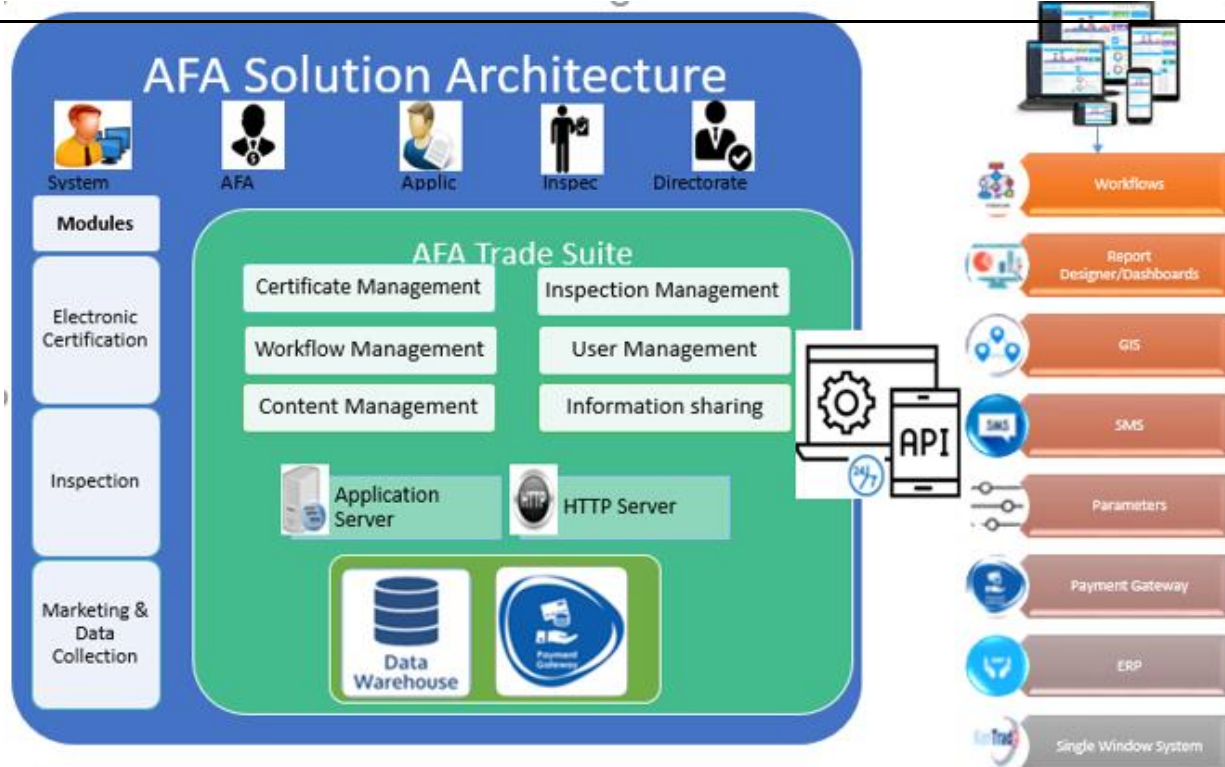 AFA Solution Architecture
System
AFA
Applic
Inspec
Directorate
Modules
Electronic
Certification
Inspection
Marketing &
Data
Collection
AFA Trade Suite
Certificate Management
Inspection Management
Workflow Management
User Management
Content Management
Information sharing
Application
Server
HTTP Server
Data
Warehouse
Payment
Gateway
API
24/7
Workflows
Report
Designer/Dashboards
GIS
SMS
SMS
Parameters
Payment Gateway
ERP
Single Window System